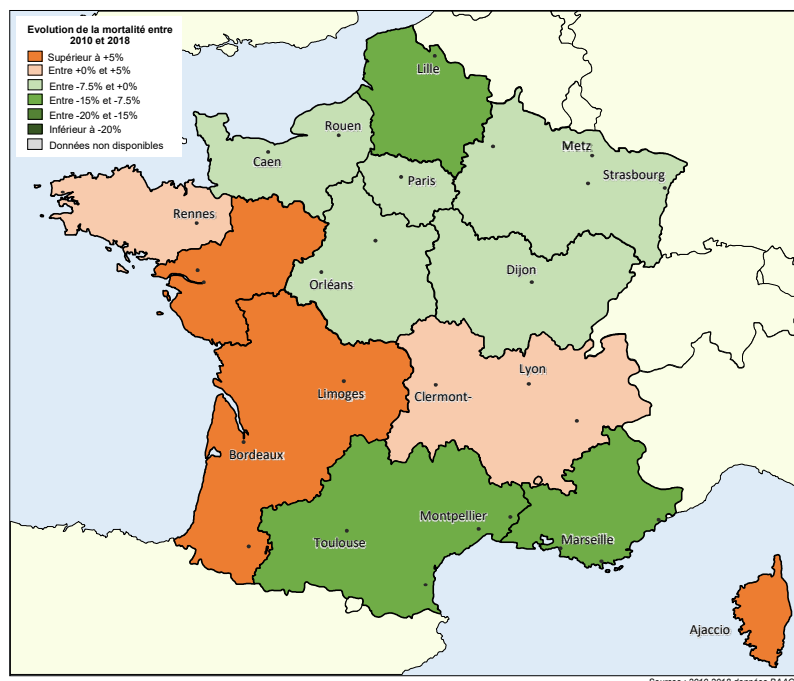 Evolution de la mortalité entre
2010 et 2018
Supérieur à +5%
Entre +0% et +5%
Entre -7.5% et +0%
Entre -15% et -7.5%
Entre -20% et -15%
Inférieur à -20%
Données non disponibles
Lille
Rouen
Caen
Metz
Paris
Strasbourg
Rennes
Dijon
Orléans
Lyon
Limoges
Clermont-
Bordeaux
Montpellier
Toulouse
Marseille
Ajaccio